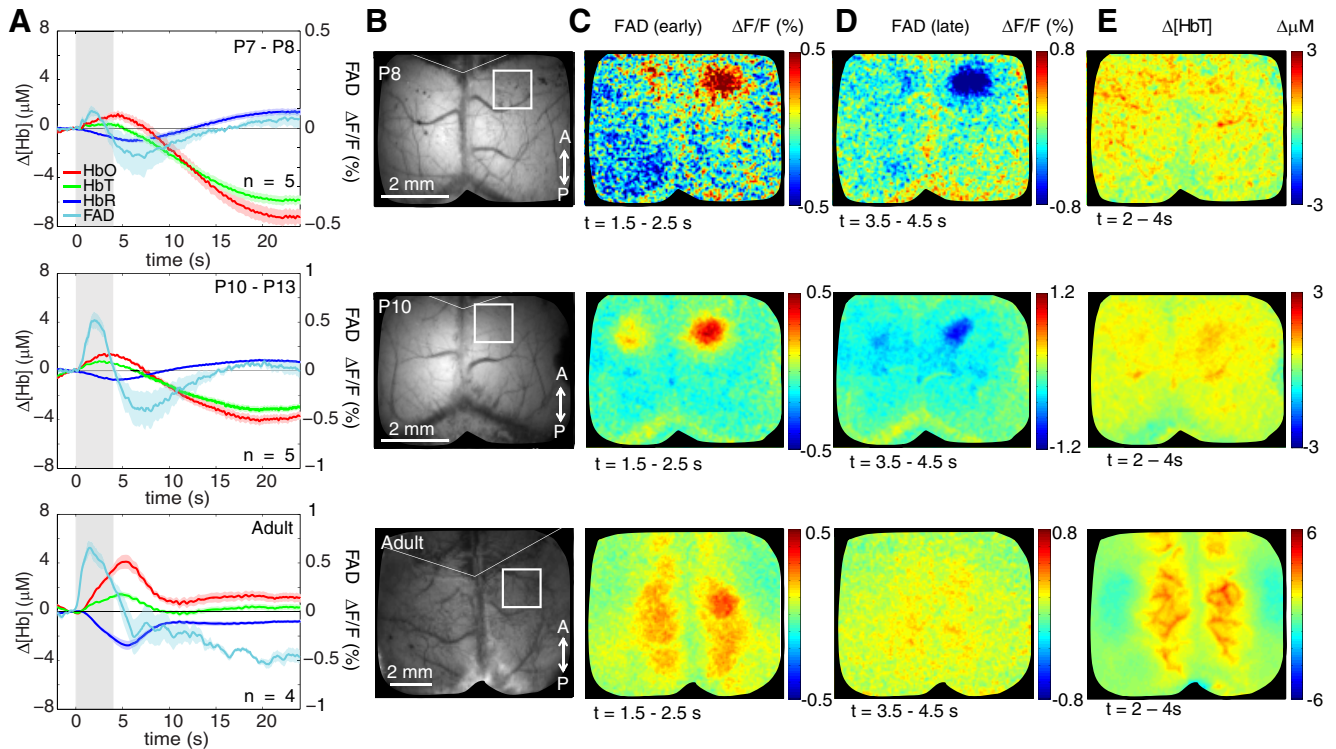 A
B
C FAD (early) ΔF/F (%)
D FAD (late) ΔF/F (%)
E Δ[HbT] ΔμM
P7 - P8
8
4
0
−4
−8
Δ[Hb] (μM)
0.5
0
−0.5
FAD ΔF/F (%)
HbO
HbT
HbR
FAD
n = 5
0 5 10 15 20
time (s)
P8
A
P
2 mm
0.5
-0.5
t = 1.5 - 2.5 s
0.8
-0.8
t = 3.5 - 4.5 s
3
-3
t = 2 – 4s
P10 - P13
8
4
0
−4
−8
Δ[Hb] (μM)
1
0.5
0
−0.5
−1
FAD ΔF/F (%)
n = 5
0 5 10 15 20
time (s)
P10
A
P
2 mm
0.5
-0.5
t = 1.5 - 2.5 s
1.2
-1.2
t = 3.5 - 4.5 s
3
-3
t = 2 – 4s
Adult
8
4
0
−4
−8
Δ[Hb] (μM)
1
0.5
0
−0.5
−1
FAD ΔF/F (%)
n = 4
0 5 10 15 20
time (s)
Adult
A
P
2 mm
0.5
-0.5
t = 1.5 - 2.5 s
0.8
-0.8
t = 3.5 - 4.5 s
6
-6
t = 2 – 4s